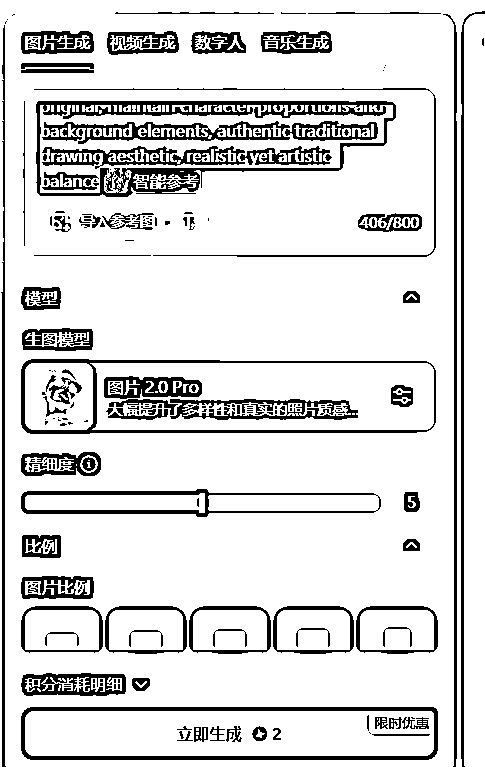 图片生成 视频生成 数字人 音乐生成
original, maintain character proportions and
background elements, authentic traditional
drawing aesthetic, realistic yet artistic
balance 智能参考
导入参考图
406/800
模型
生图模型
图片 2.0 Pro
大幅提升了多样性和真实的照片质感...
精细度
5
比例
图片比例
积分消耗明细
立即生成 2
限时优惠